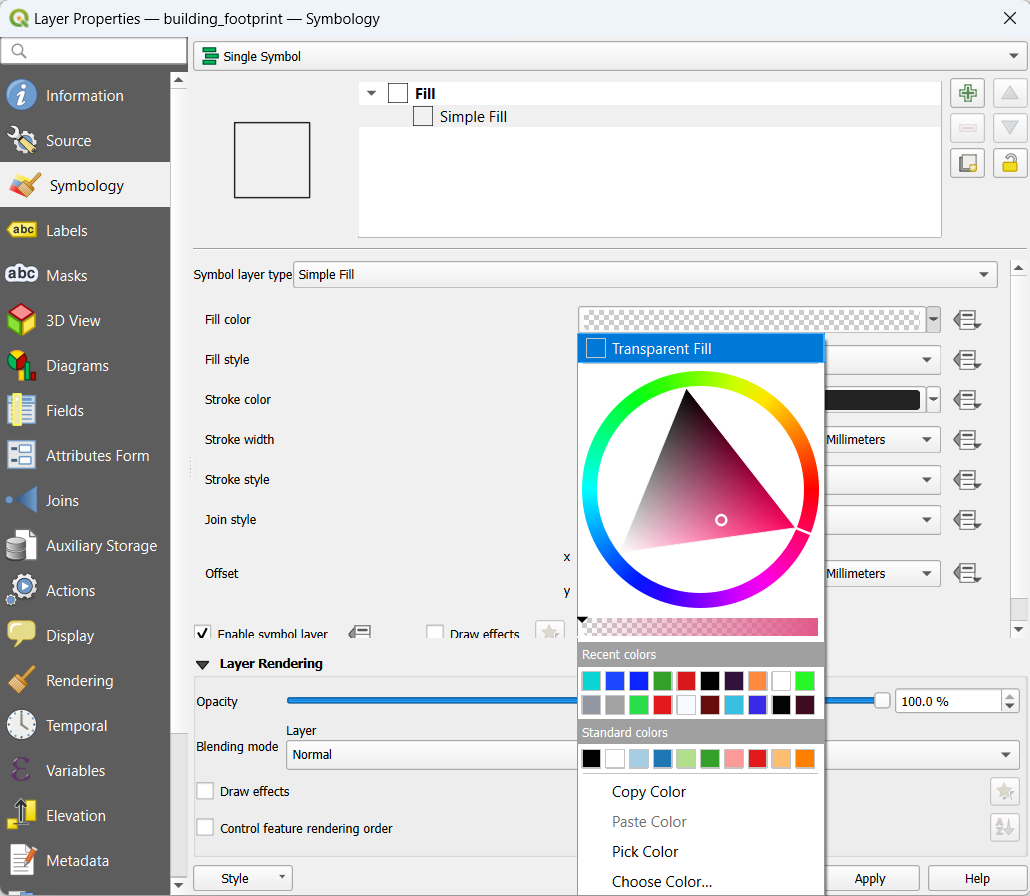 Layer Properties — building_footprint — Symbology
Single Symbol
Information
Source
Symbology
abc Labels
abc Masks
3D View
Diagrams
Fields
Attributes Form
Joins
Auxiliary Storage
Actions
Display
Rendering
Temporal
Variables
Elevation
Metadata
Fill
Simple Fill
Symbol layer type Simple Fill
Fill color
Transparent Fill
Fill style
Stroke color
Stroke width Millimeters
Stroke style
Join style
x
Offset Millimeters
y
Enable symbol layer Draw effects
Layer Rendering
Recent colors
Opacity 100.0 %
Layer
Blending mode Normal
Standard colors
Draw effects
Copy Color
Control feature rendering order
Paste Color
Pick Color
Choose Color...
Style Apply Help